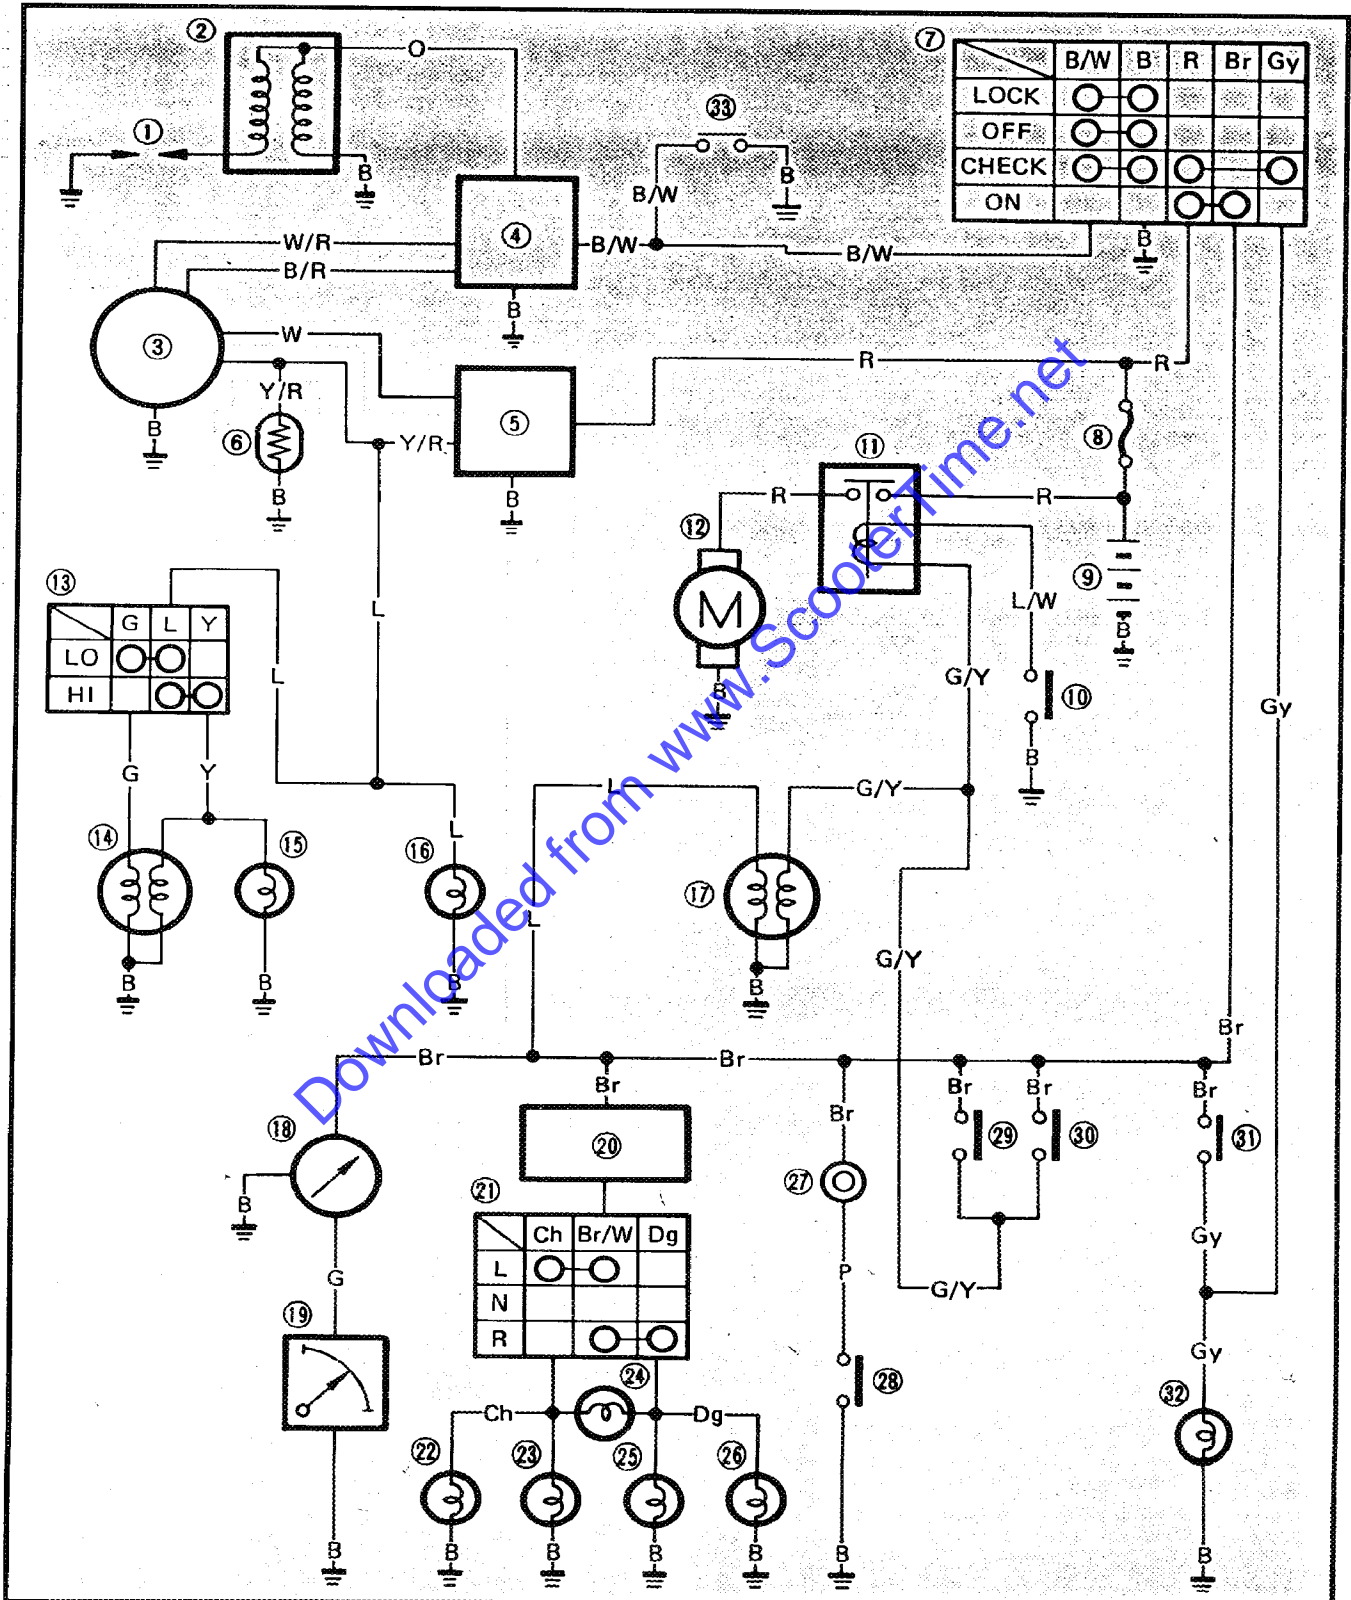 ②
O
⑦
B/W B R Br Gy
LOCK
OFF
CHECK
ON
①
㉝
B
B
B/W
W/R
④
B/W
B/W
B
B/R
B
③
W
R
R
Y/R
⑤
⑧
⑥
Y/R
⑪
B
B
B
R
R
⑫
⑨
⑬
M
L/W
G L Y
LO
HI
L
B
L
B
G/Y
⑩
Gy
G
Y
B
L
G/Y
⑭
⑮
⑯
L
⑰
L
G/Y
B
B
B
B
Br
Br
Br
Br
Br
Br
Br
Br
⑱
⑳
㉙
㉚
㉛
㉑
㉗
B
Ch Br/W Dg
L
N
R
Gy
G
P
G/Y
⑲
Gy
㉔
㉘
㉜
Ch
Dg
㉒
㉓
㉕
㉖
B
B
B
B
B
B
B
Downloaded from www.ScooterTime.net